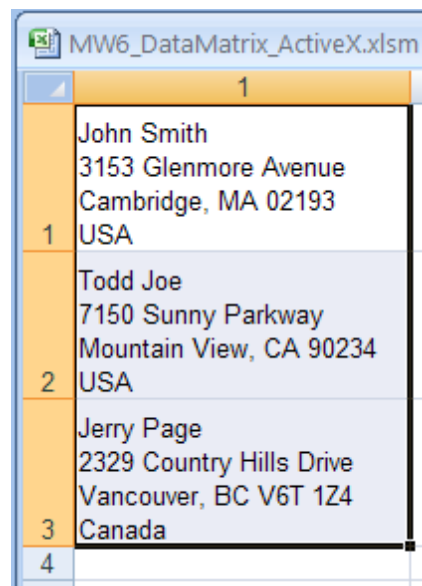 MW6_DataMatrix_ActiveX.xlsm
1
John Smith
3153 Glenmore Avenue
Cambridge, MA 02193
1 USA
Todd Joe
7150 Sunny Parkway
Mountain View, CA 90234
2 USA
Jerry Page
2329 Country Hills Drive
Vancouver, BC V6T 1Z4
3 Canada
4